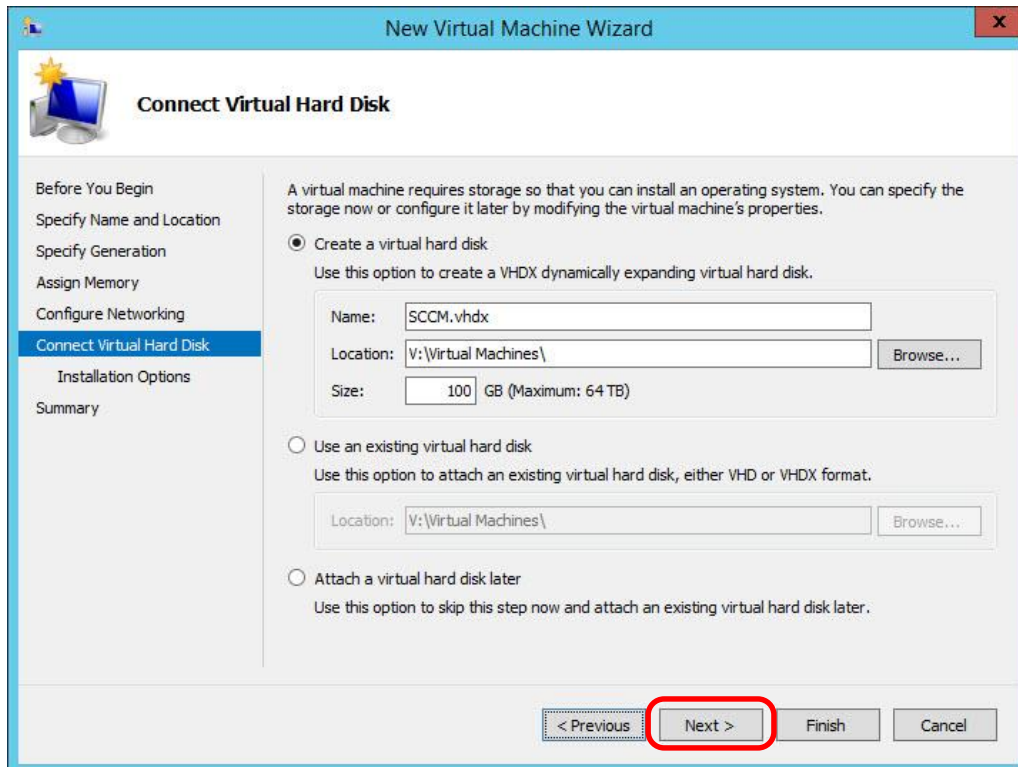 New Virtual Machine Wizard
x
Connect Virtual Hard Disk
Before You Begin
Specify Name and Location
Specify Generation
Assign Memory
Configure Networking
Connect Virtual Hard Disk
Installation Options
Summary
A virtual machine requires storage so that you can install an operating system. You can specify the
storage now or configure it later by modifying the virtual machine's properties.
Create a virtual hard disk
Use this option to create a VHDX dynamically expanding virtual hard disk.
Name: SCCM.vhdx
Location: V:\Virtual Machines\ Browse...
Size: 100 GB (Maximum: 64 TB)
Use an existing virtual hard disk
Use this option to attach an existing virtual hard disk, either VHD or VHDX format.
Location: V:\Virtual Machines\ Browse...
Attach a virtual hard disk later
Use this option to skip this step now and attach an existing virtual hard disk later.
< Previous Next > Finish Cancel